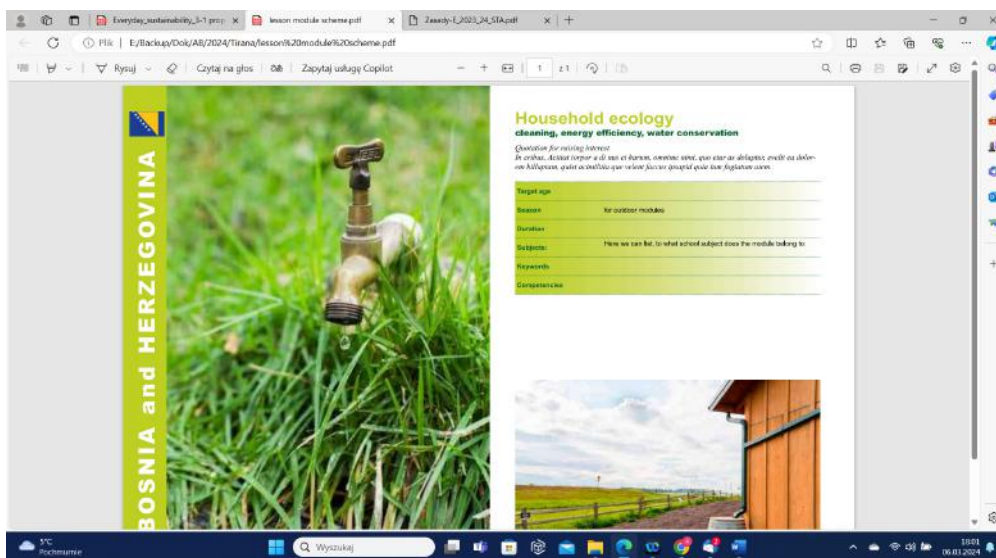 Everyday_sustainability_3-1 prop
lesson module scheme.pdf
Zasady-E_2023_24_STA.pdf
Plik
E:/Backup/Dok/AB/2024/Tirana/lesson%20module%20scheme.pdf
Rysuj
Czytaj na głos
Zapytaj usługę Copilot
1
z 1
BOSNIA and HERZEGOVINA
Household ecology
cleaning, energy efficiency, water conservation
Quotation for raising interest
Target age
Season
for outdoor modules
Duration
Subjects:
Here we can list, to what school subject does the module belong to
Keywords
Competencies
5°C
Pochmurnie
Wyszukaj
18:01
06.03.2024